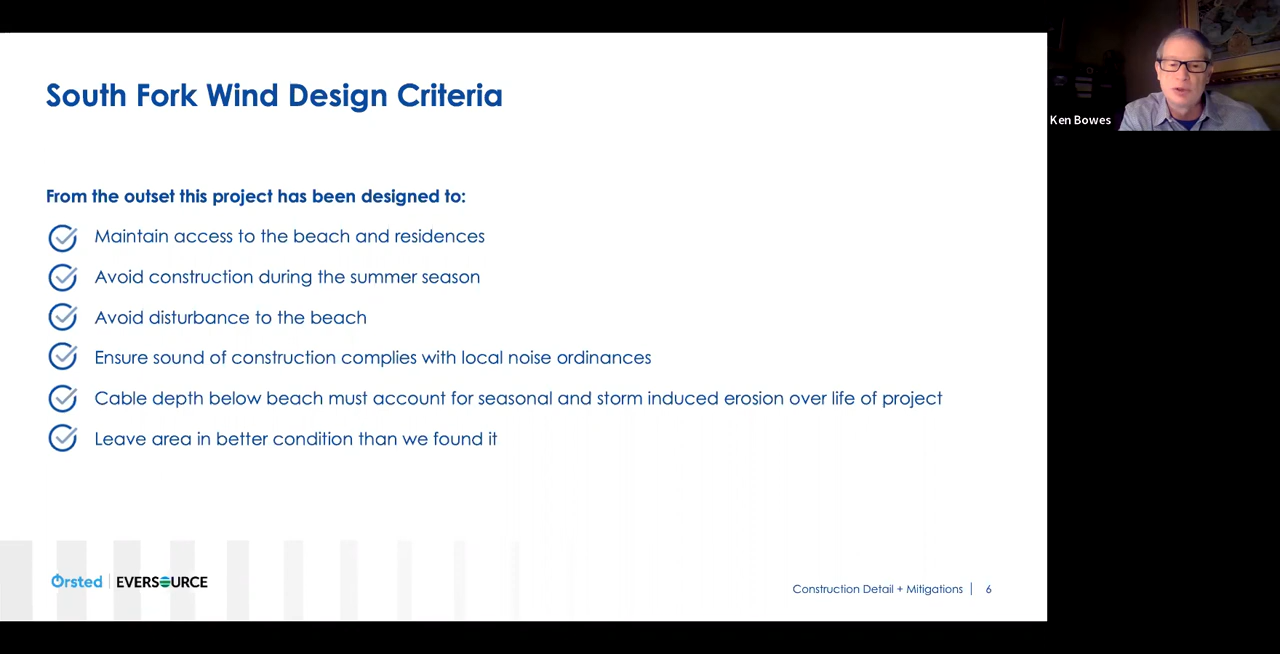 South Fork Wind Design Criteria
Ken Bowes
From the outset this project has been designed to:
Maintain access to the beach and residences
Avoid construction during the summer season
Avoid disturbance to the beach
Ensure sound of construction complies with local noise ordinances
Cable depth below beach must account for seasonal and storm induced erosion over life of project
Leave area in better condition than we found it
Ørsted | EVERSOURCE
Construction Detail + Mitigations | 6